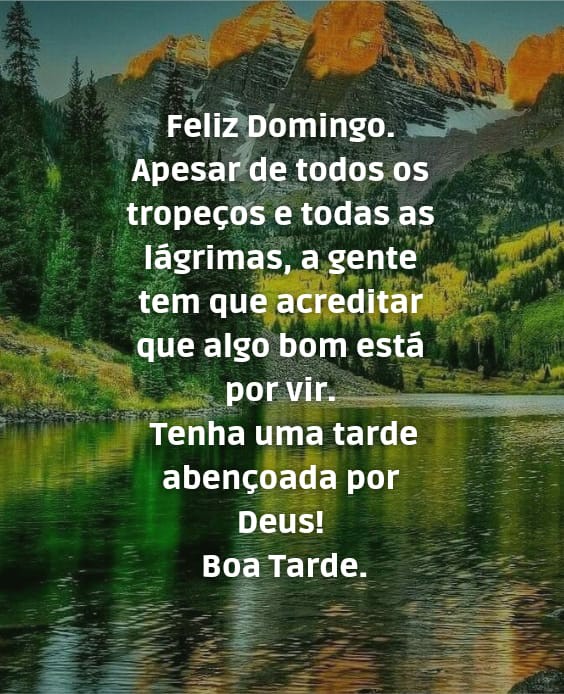 Feliz Domingo.
Apesar de todos os
tropeços e todas as
lágrimas, a gente
tem que acreditar
que algo bom está
por vir.
Tenha uma tarde
abençoada por
Deus!
Boa Tarde.